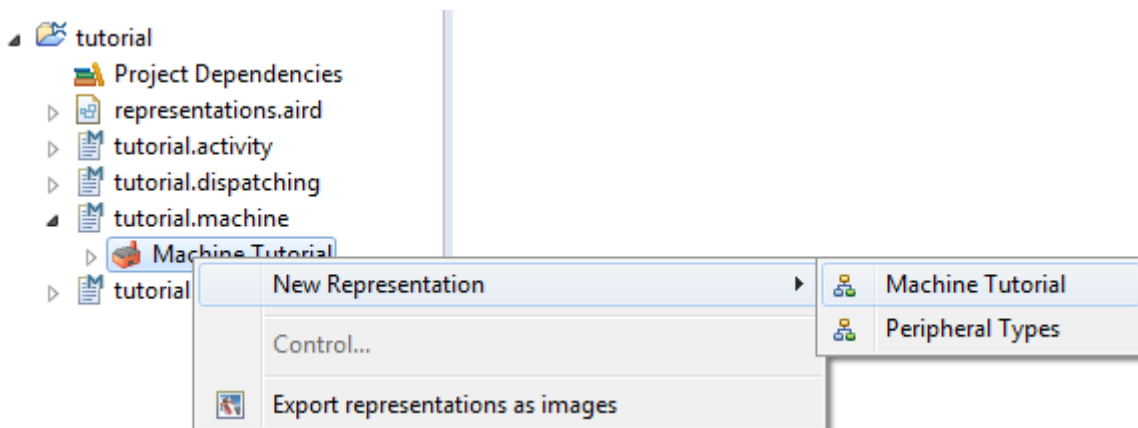 tutorial
Project Dependencies
representations.aird
tutorial.activity
tutorial.dispatching
tutorial.machine
Machine Tutorial
tutorial
New Representation
Machine Tutorial
Peripheral Types
Control...
Export representations as images